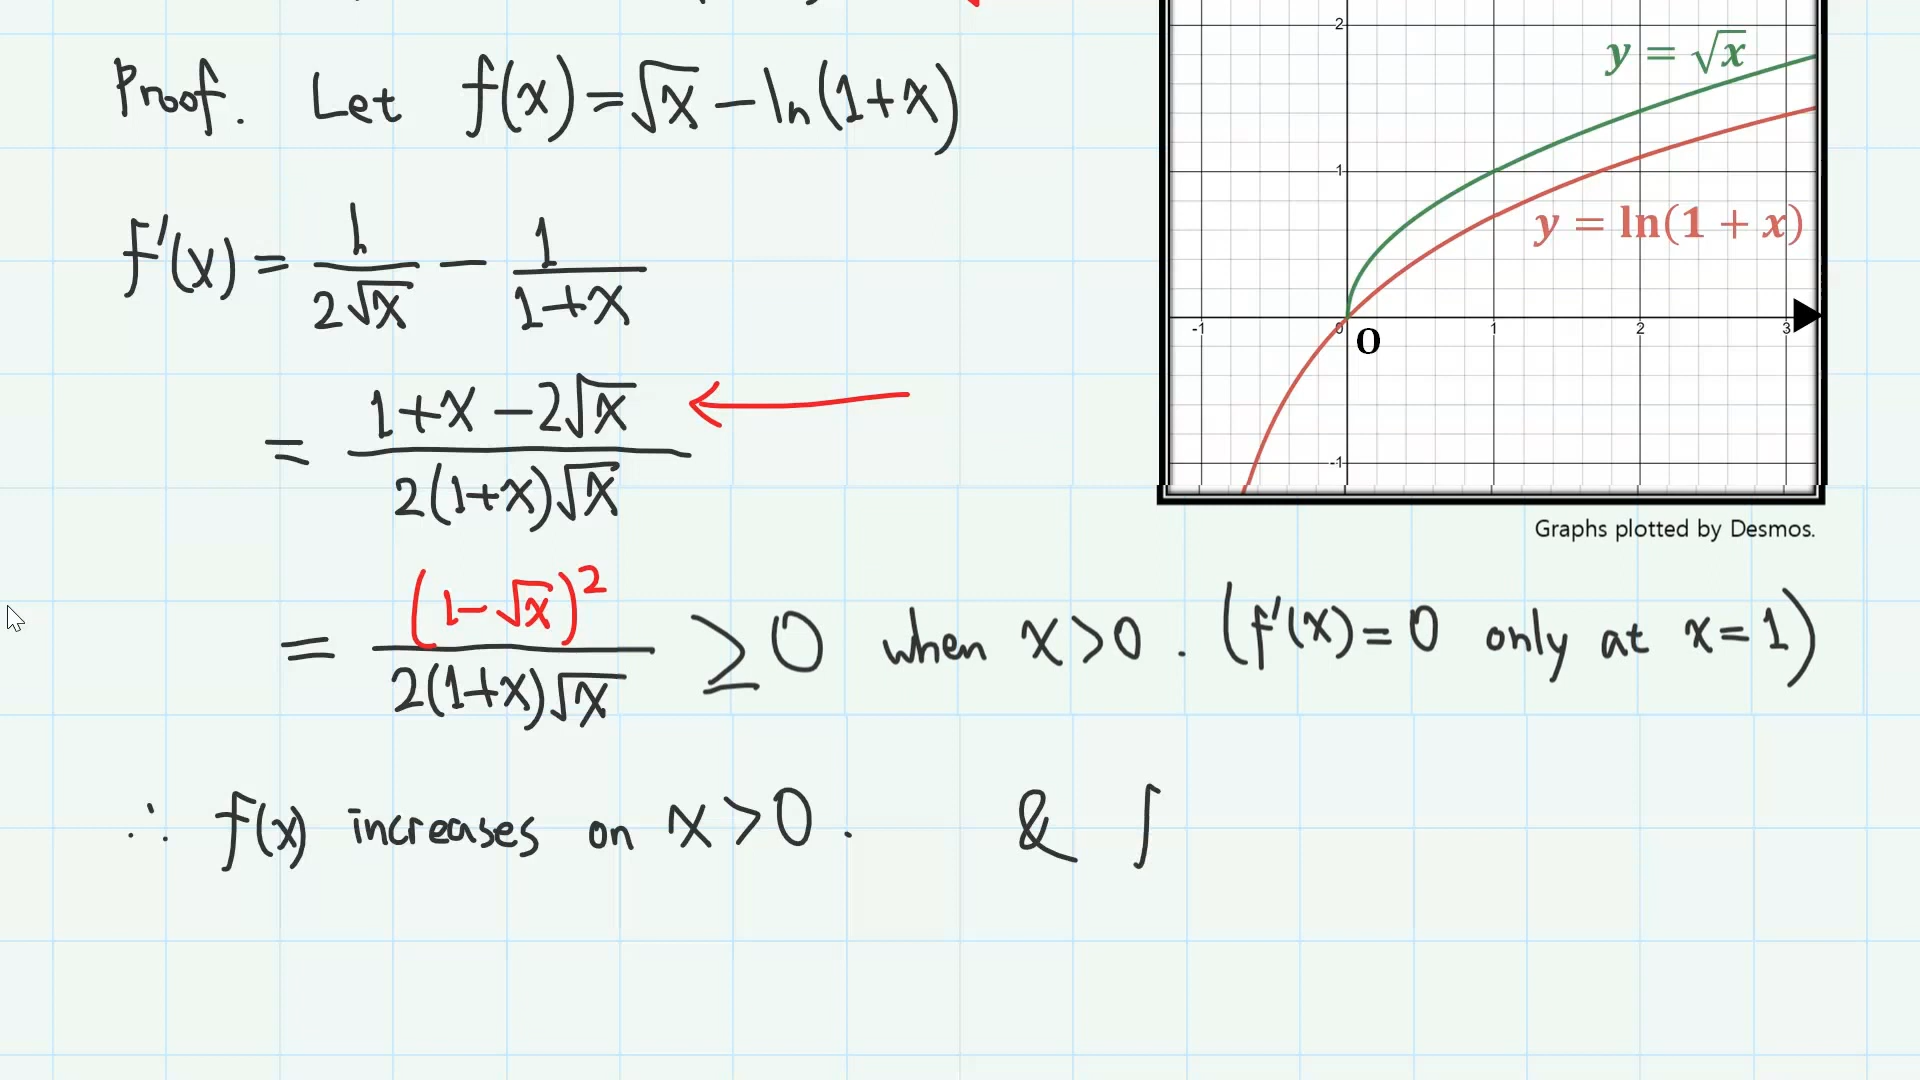 Proof. Let f(x) = √x − ln(1+x)
f'(x) = 1/(2√x) − 1/(1+x)
= (1+x−2√x)/(2(1+x)√x)
= (1−√x)²/(2(1+x)√x) ≥ 0 when x>0. (f'(x)=0 only at x=1)
∴ f(x) increases on x>0. &
2
y = √x
1
y = ln(1 + x)
-1 0 1 2 3
O
-1
Graphs plotted by Desmos.